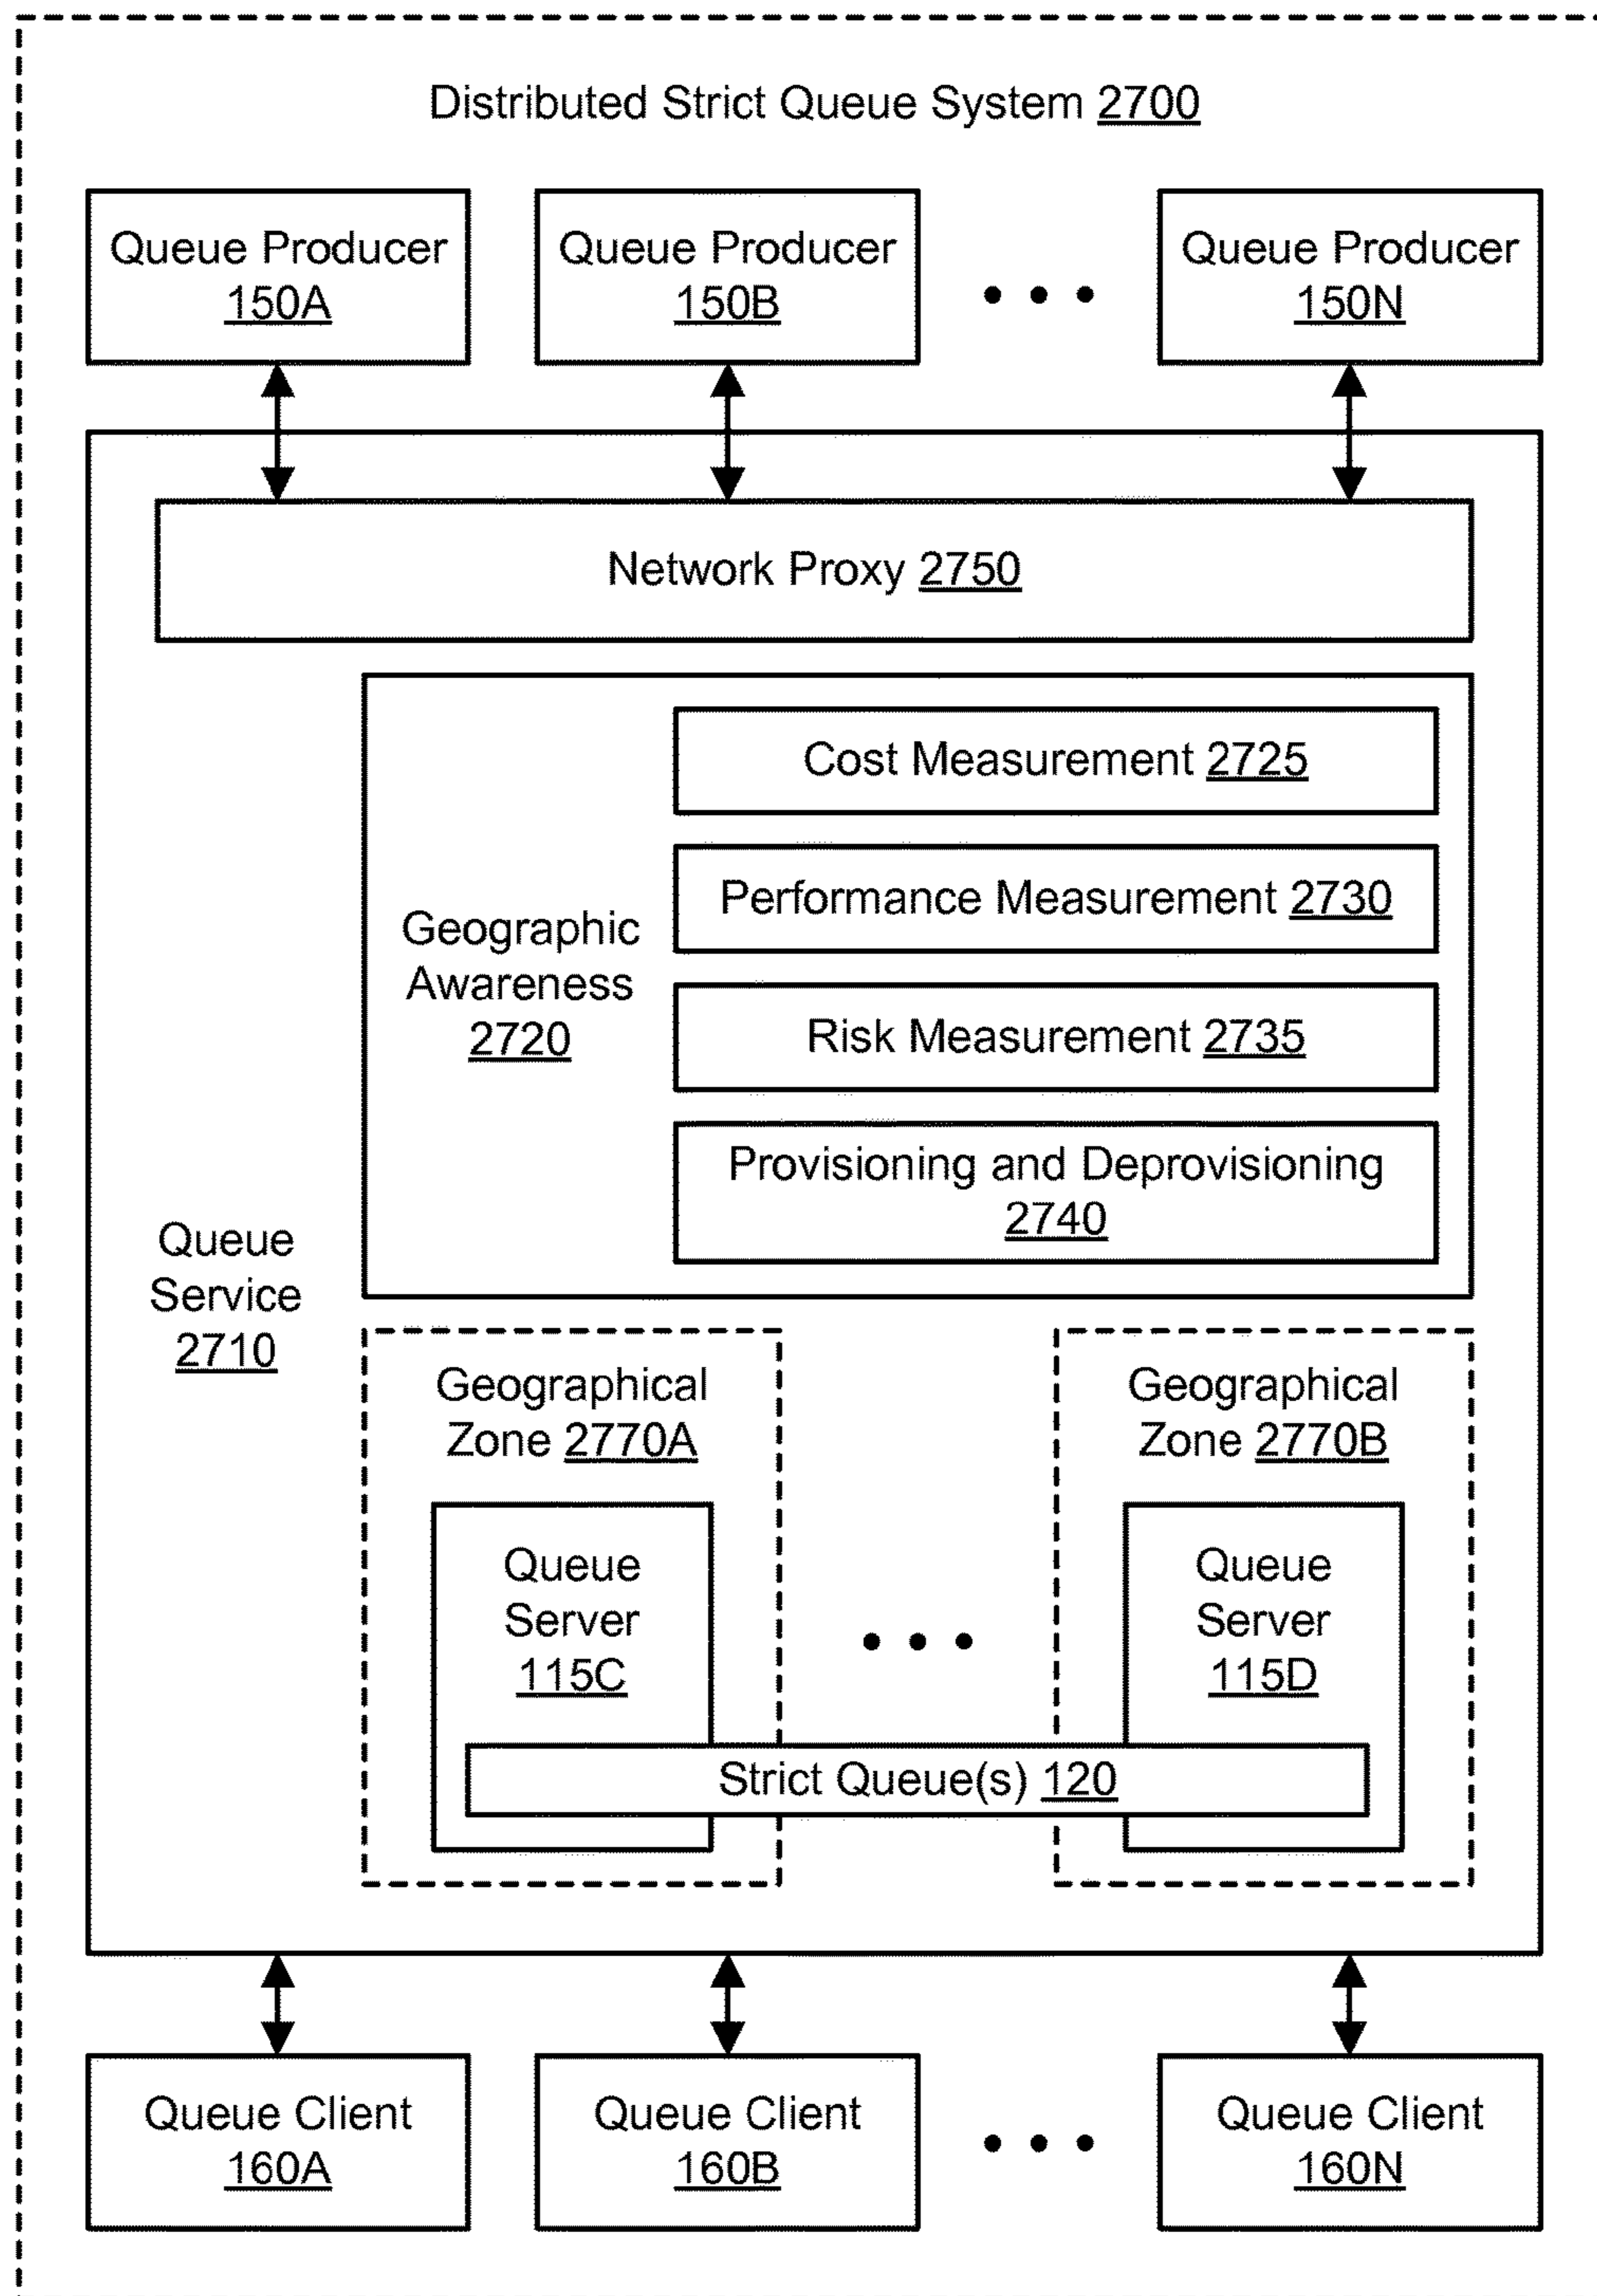 Distributed Strict Queue System 2700
Queue Producer
150A
Queue Producer
150B
Queue Producer
150N
Network Proxy 2750
Cost Measurement 2725
Performance Measurement 2730
Geographic
Awareness
2720
Risk Measurement 2735
Provisioning and Deprovisioning
2740
Queue
Service
2710
Geographical
Zone 2770A
Geographical
Zone 2770B
Queue
Server
115C
Queue
Server
115D
Strict Queue(s) 120
Queue Client
160A
Queue Client
160B
Queue Client
160N